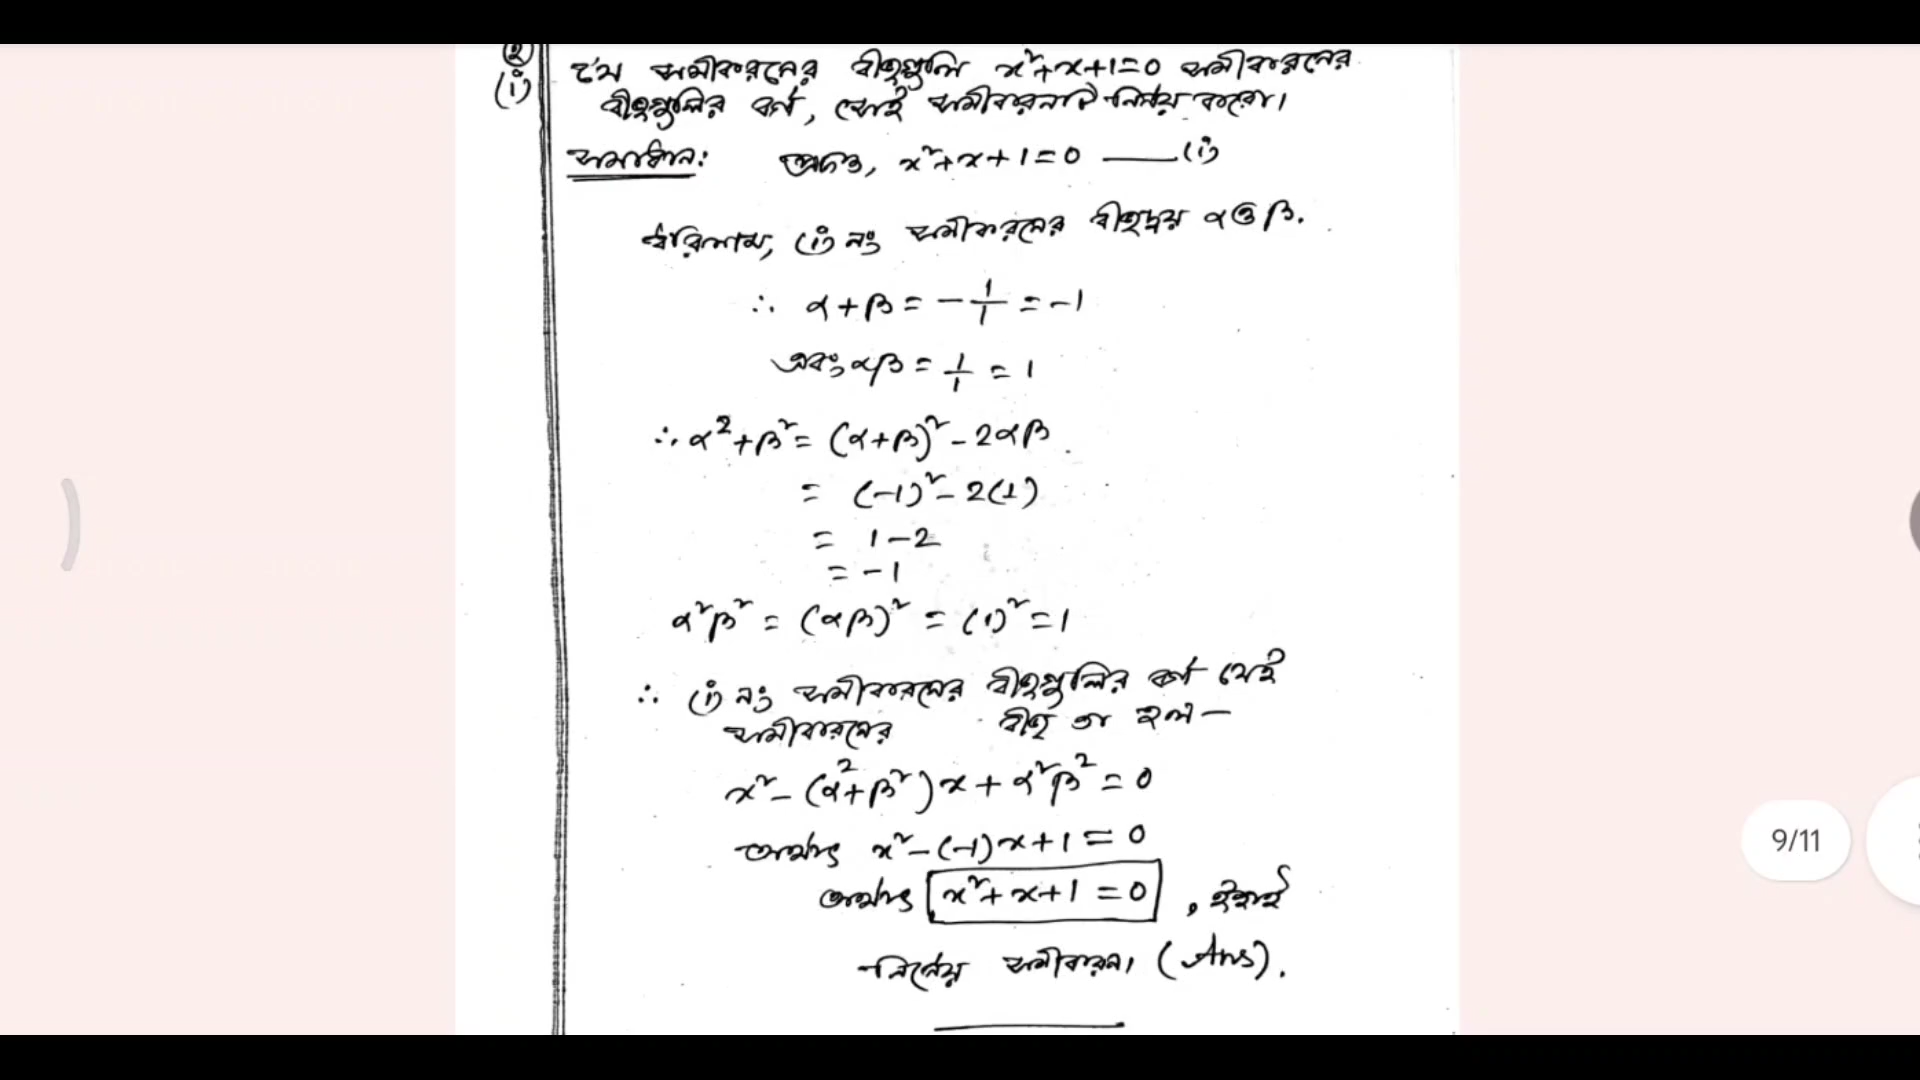 ২
(i) যে সমীকরণের বীজগুলি x²+x+1=0 সমীকরণের
বীজগুলির বর্গ, সেই সমীকরণটি নির্ণয় করো।
সমাধান: প্রদত্ত, x²+x+1=0 —(i)
ধরিলাম, (i) নং সমীকরণের বীজদ্বয় α ও β.
∴ α+β = -1/1 = -1
এবং αβ = 1/1 = 1
∴ α²+β² = (α+β)² - 2αβ
= (-1)² - 2(1)
= 1-2
= -1
α²β² = (αβ)² = (1)² = 1
∴ (i) নং সমীকরণের বীজগুলির বর্গ যেই
সমীকরণের বীজ তা হল —
x² - (α²+β²)x + α²β² = 0
অর্থাৎ x² - (-1)x + 1 = 0
অর্থাৎ x²+x+1 = 0, ইহাই
নির্ণেয় সমীকরণ। (Ans).
9/11